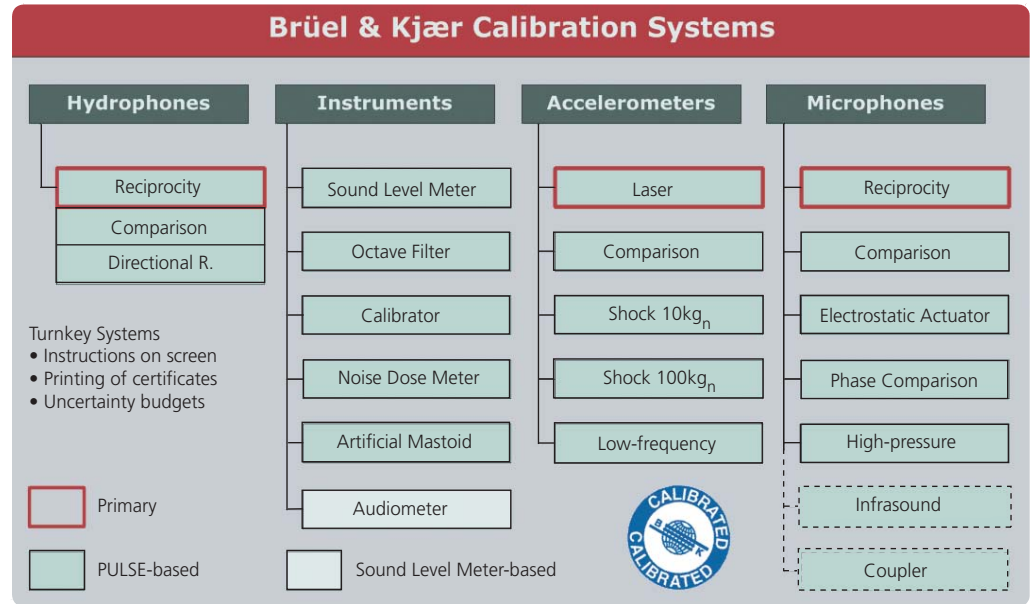 Brüel & Kjær Calibration Systems
Hydrophones
Reciprocity
Comparison
Directional R.
Turnkey Systems
• Instructions on screen
• Printing of certificates
• Uncertainty budgets
Instruments
Sound Level Meter
Octave Filter
Calibrator
Noise Dose Meter
Artificial Mastoid
Audiometer
Accelerometers
Laser
Comparison
Shock 10kgn
Shock 100kgn
Low-frequency
Microphones
Reciprocity
Comparison
Electrostatic Actuator
Phase Comparison
High-pressure
Infrasound
Coupler
Primary
PULSE-based
Sound Level Meter-based
CALIBRATED
B K
CALIBRATED